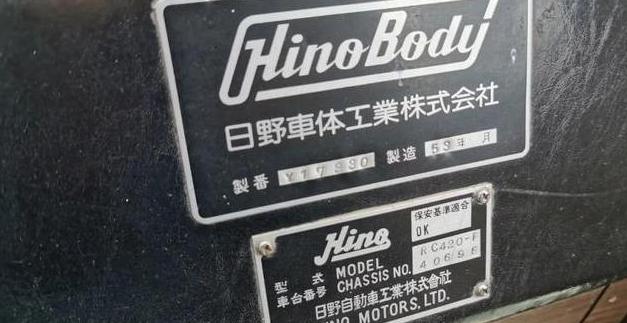 HinoBody
日野車体工業株式会社
製番 Y17930 製造 53年 月
Hino
保安基準適合
OK
型式 MODEL RC420-P
車台番号 CHASSIS NO. 40696
日野自動車工業株式会社
HINO MOTORS. LTD.